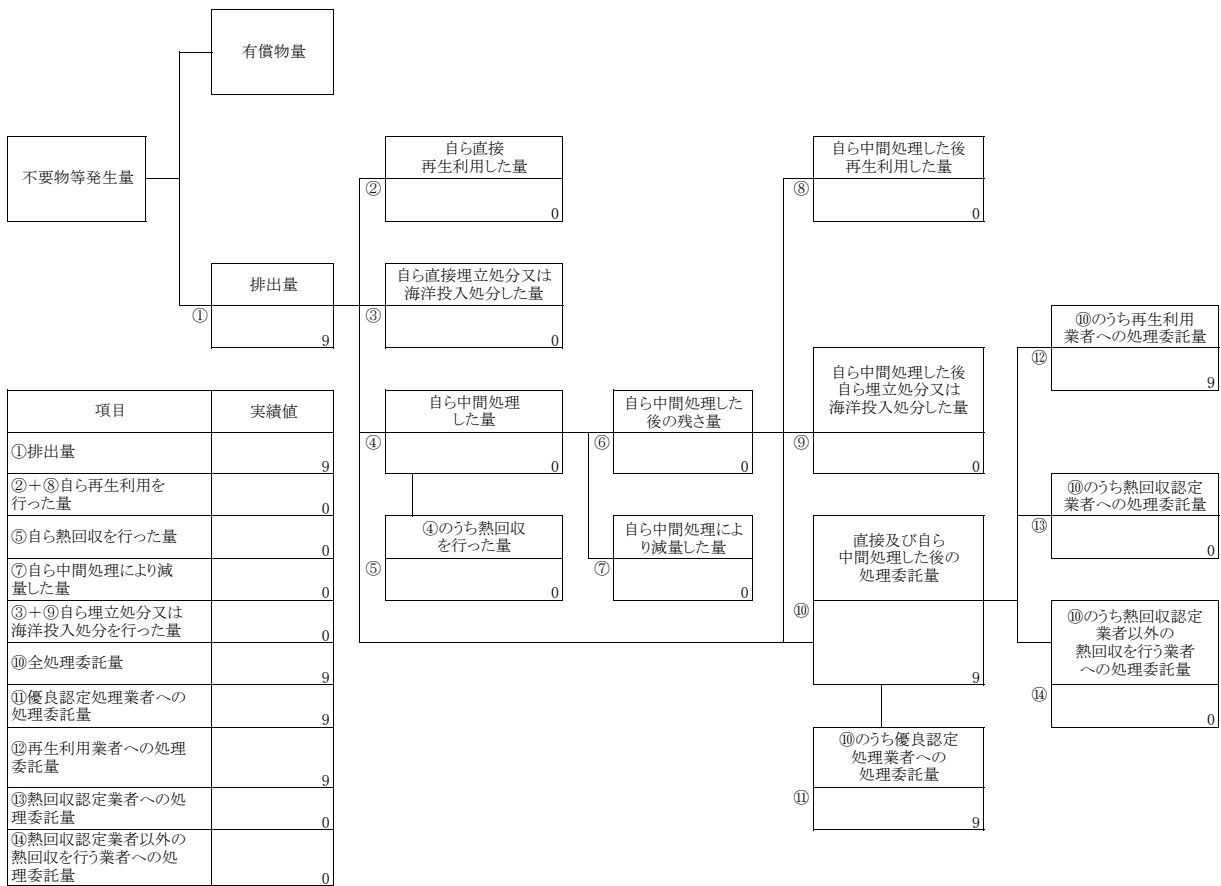 有償物量
不要物等発生量
排出量
①
9
自ら直接
再生利用した量
②
0
自ら直接埋立処分又は
海洋投入処分した量
③
0
自ら中間処理
した量
④
0
④のうち熱回収
を行った量
⑤
0
自ら中間処理した
後の残さ量
⑥
0
自ら中間処理によ
り減量した量
⑦
0
自ら中間処理した後
再生利用した量
⑧
0
自ら中間処理した後
自ら埋立処分又は
海洋投入処分した量
⑨
0
直接及び自ら
中間処理した後の
処理委託量
⑩
9
⑩のうち優良認定
処理業者への
処理委託量
⑪
9
⑩のうち再生利用
業者への処理委託量
⑫
9
⑩のうち熱回収認定
業者への処理委託量
⑬
0
⑩のうち熱回収認定
業者以外の
熱回収を行う業者
への処理委託量
⑭
0
項目 実績値
①排出量
9
②+⑧自ら再生利用を
行った量
0
⑤自ら熱回収を行った量
0
⑦自ら中間処理により減
量した量
0
③+⑨自ら埋立処分又は
海洋投入処分を行った量
0
⑩全処理委託量
9
⑪優良認定処理業者への
処理委託量
9
⑫再生利用業者への処理
委託量
9
⑬熱回収認定業者への処
理委託量
0
⑭熱回収認定業者以外の
熱回収を行う業者への処
理委託量
0